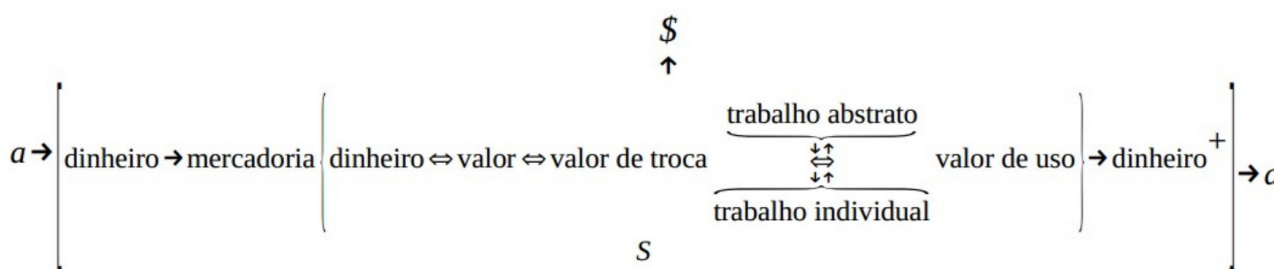 $
↑
trabalho abstrato
a → [ dinheiro → mercadoria ( dinheiro ⇔ valor ⇔ valor de troca ↓↑ ⇔ ↓↑ valor de uso ) → dinheiro + ] →
trabalho individual
S